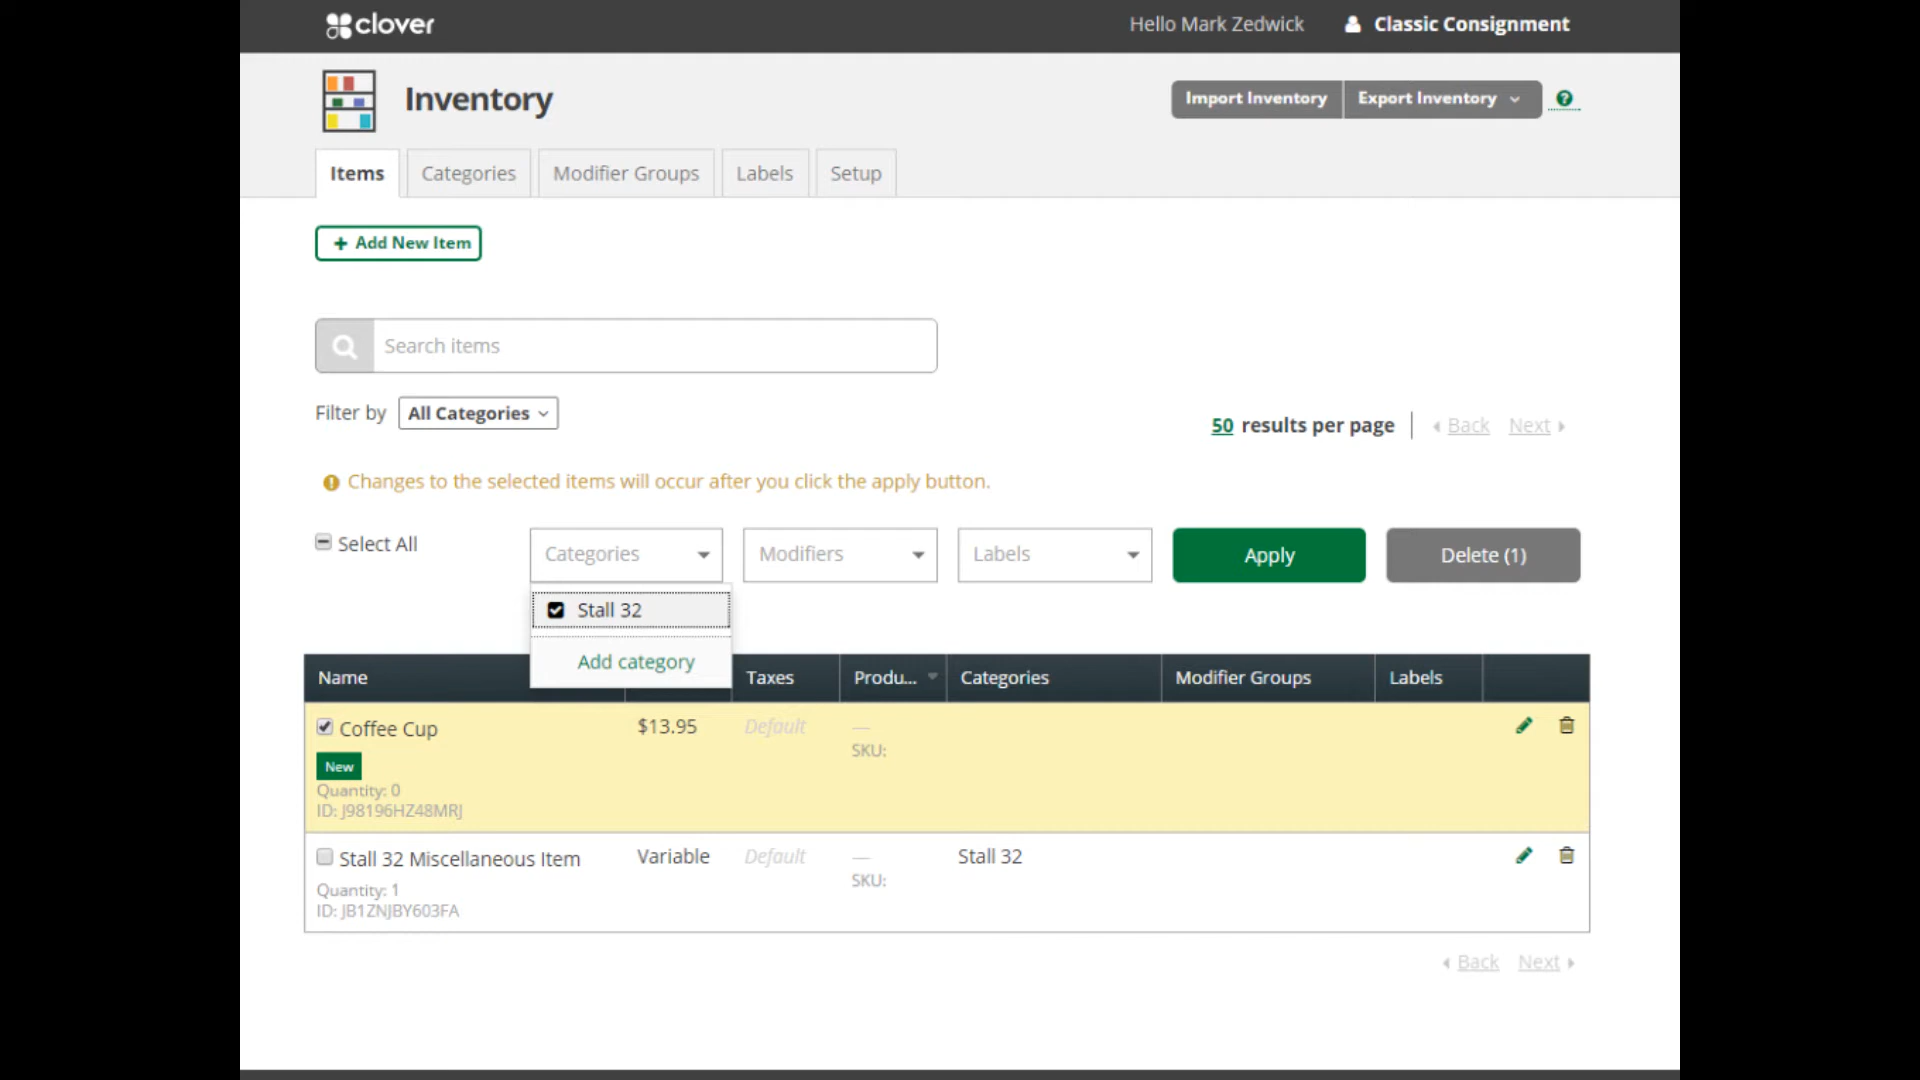 clover
Hello Mark Zedwick
Classic Consignment
Inventory
Import Inventory
Export Inventory
?
Items
Categories
Modifier Groups
Labels
Setup
+ Add New Item
Search items
Filter by
All Categories
50 results per page
Back
Next
Changes to the selected items will occur after you click the apply button.
Select All
Categories
Modifiers
Labels
Apply
Delete (1)
Stall 32
Add category
Name
Taxes
Produ...
Categories
Modifier Groups
Labels
Coffee Cup
$13.95
Default
—
SKU:
New
Quantity: 0
ID: J98196HZ48MRJ
Stall 32 Miscellaneous Item
Variable
Default
—
SKU:
Stall 32
Quantity: 1
ID: JB1ZNJBY603FA
Back
Next